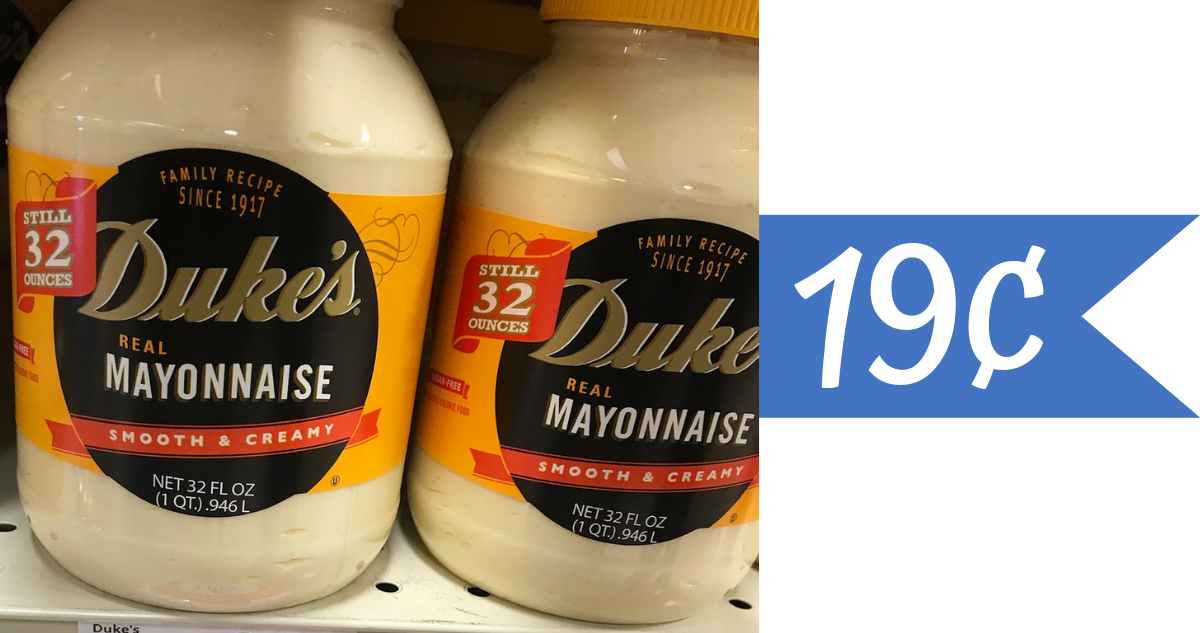 FAMILY RECIPE
SINCE 1917
STILL
32
OUNCES
Duke's
REAL
MAYONNAISE
SMOOTH & CREAMY
NET 32 FL OZ
(1 QT.) .946 L
FAMILY RECIPE
SINCE 1917
STILL
32
OUNCES
Duke
SUGAR-FREE
REAL
MAYONNAISE
SMOOTH & CREAMY
NET 32 FL OZ
(1 QT.) .946 L
Duke's
19¢